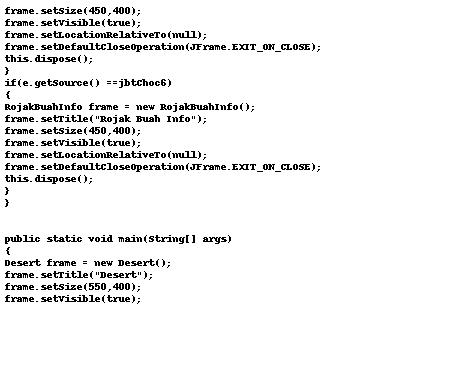 frame.setSize(450,400);
frame.setVisible(true);
frame.setLocationRelativeTo(null);
frame.setDefaultCloseOperation(JFrame.EXIT_ON_CLOSE);
this.dispose();
}
if(e.getSource() ==jbtChoc6)
{
RojakBuahInfo frame = new RojakBuahInfo();
frame.setTitle("Rojak Buah Info");
frame.setSize(450,400);
frame.setVisible(true);
frame.setLocationRelativeTo(null);
frame.setDefaultCloseOperation(JFrame.EXIT_ON_CLOSE);
this.dispose();
}
}
public static void main(String[] args)
{
Desert frame = new Desert();
frame.setTitle("Desert");
frame.setSize(550,400);
frame.setVisible(true);